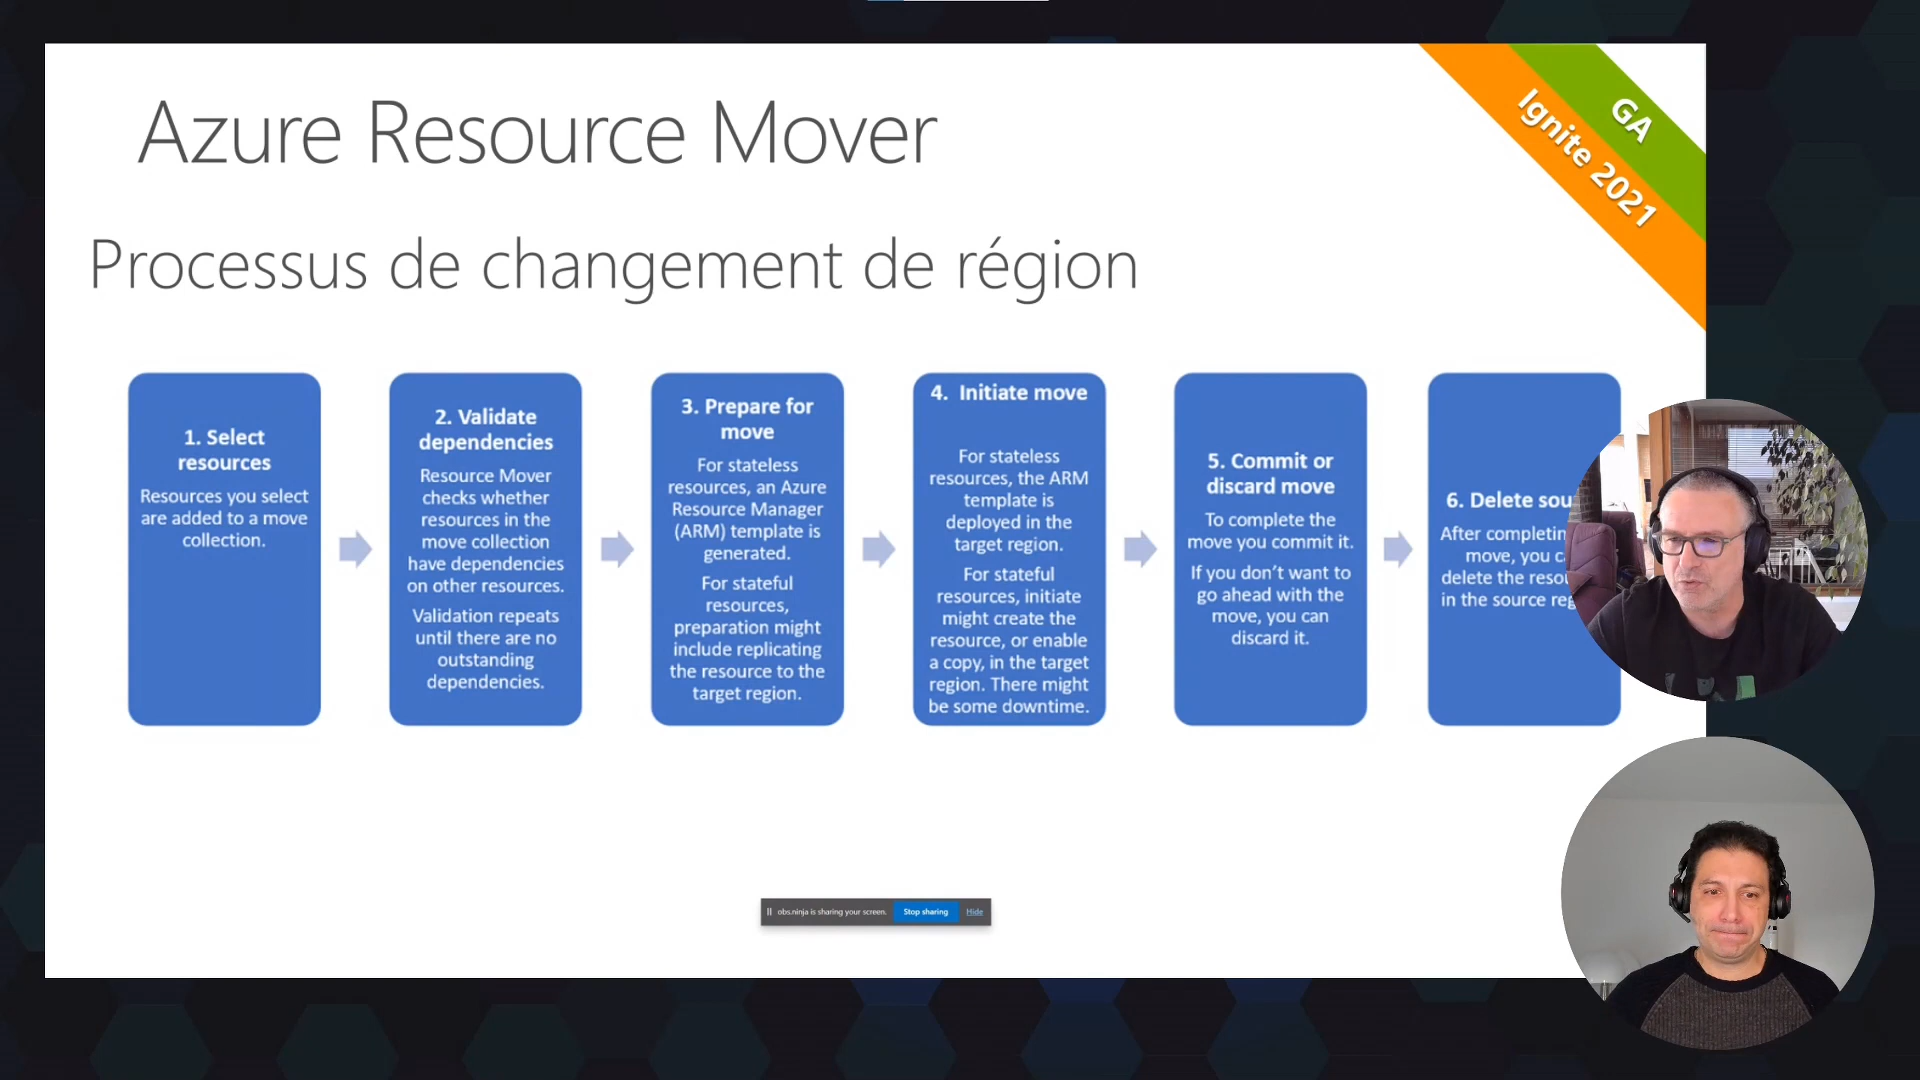 Azure Resource Mover
GA
Ignite 2021
Processus de changement de région
1. Select
resources
Resources you select
are added to a move
collection.
2. Validate
dependencies
Resource Mover
checks whether
resources in the
move collection
have dependencies
on other resources.
Validation repeats
until there are no
outstanding
dependencies.
3. Prepare for
move
For stateless
resources, an Azure
Resource Manager
(ARM) template is
generated.
For stateful
resources,
preparation might
include replicating
the resource to the
target region.
4. Initiate move
For stateless
resources, the ARM
template is
deployed in the
target region.
For stateful
resources, initiate
might create the
resource, or enable
a copy, in the target
region. There might
be some downtime.
5. Commit or
discard move
To complete the
move you commit it.
If you don't want to
go ahead with the
move, you can
discard it.
6. Delete
After
move, you
delete the
in the source
obs.ninja is sharing your screen.
Stop sharing
Hide